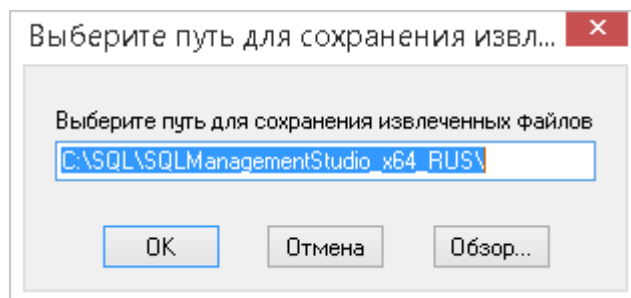 Выберите путь для сохранения извл...
Выберите путь для сохранения извлеченных файлов
C:\SQL\SQLManagementStudio_x64_RUS\
OK
Отмена
Обзор...